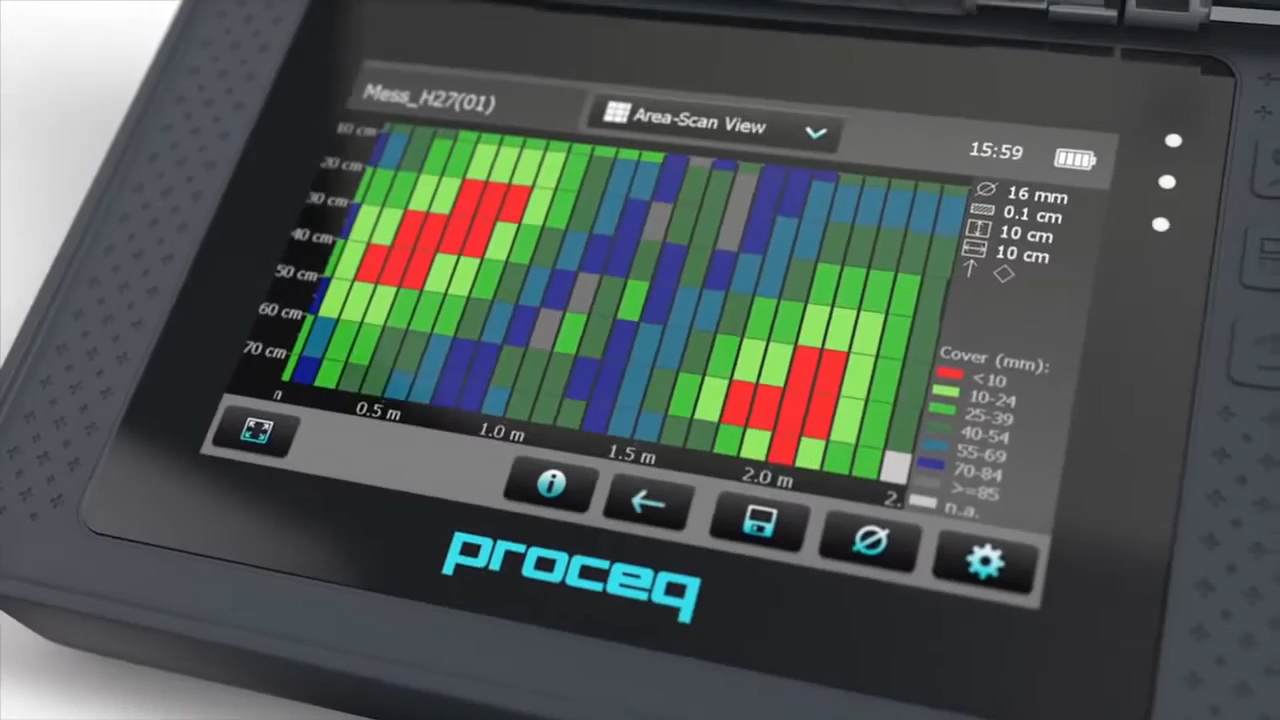 Mess_H27(01)
Area-Scan View
15:59
16 mm
0.1 cm
10 cm
10 cm
10 cm
20 cm
30 cm
40 cm
50 cm
60 cm
70 cm
0.5 m
1.0 m
1.5 m
2.0 m
2.
Cover (mm):
<10
10-24
25-39
40-54
55-69
70-84
>=85
n.a.
proceq